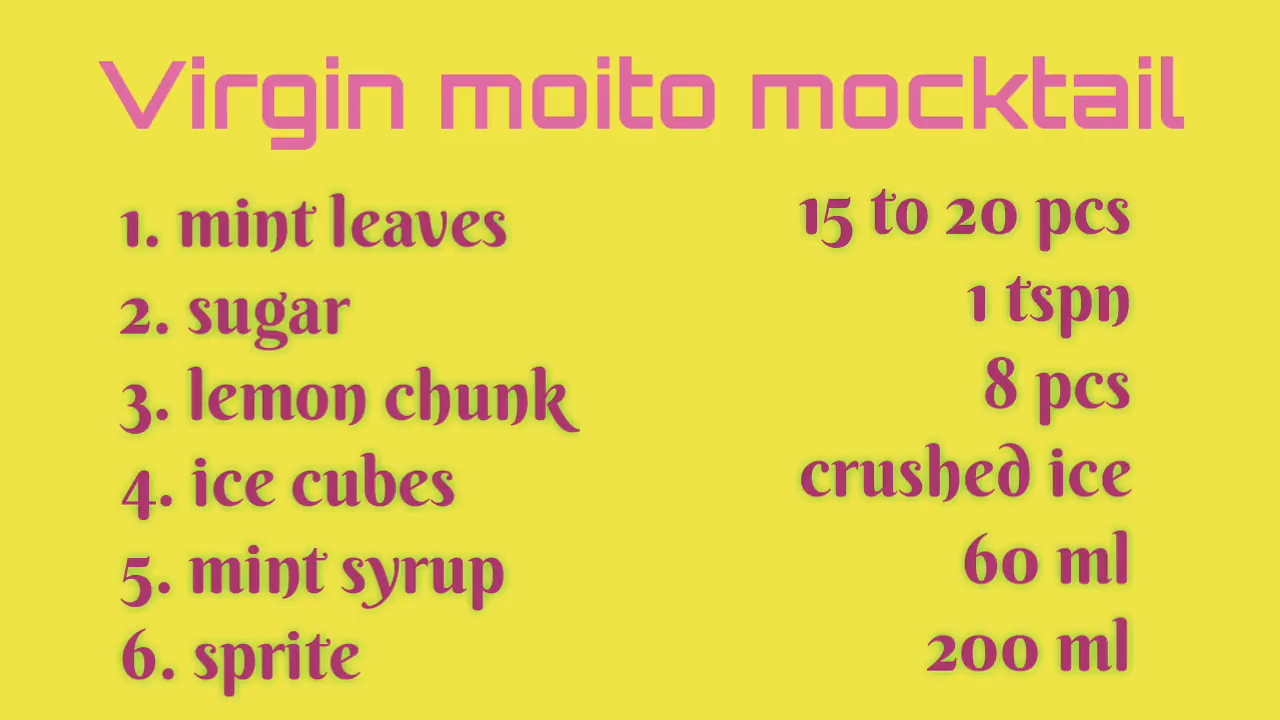 Virgin moito mocktail
1. mint leaves 15 to 20 pcs
2. sugar 1 tspn
3. lemon chunk 8 pcs
4. ice cubes crushed ice
5. mint syrup 60 ml
6. sprite 200 ml